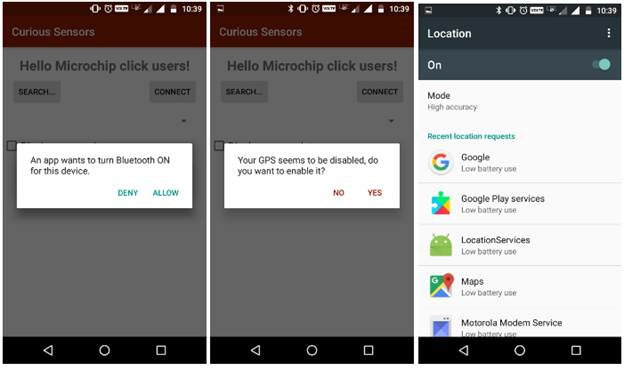 VoLTE 10:39
Curious Sensors
Hello Microchip click users!
SEARCH...
CONNECT
An app wants to turn Bluetooth ON
for this device.
DENY
ALLOW
VoLTE 10:39
Curious Sensors
Hello Microchip click users!
SEARCH...
CONNECT
Your GPS seems to be disabled, do
you want to enable it?
NO
YES
VoLTE 10:39
Location
On
Mode
High accuracy
Recent location requests
Google
Low battery use
Google Play services
Low battery use
LocationServices
Low battery use
Maps
Low battery use
Motorola Modem Service
Low battery use